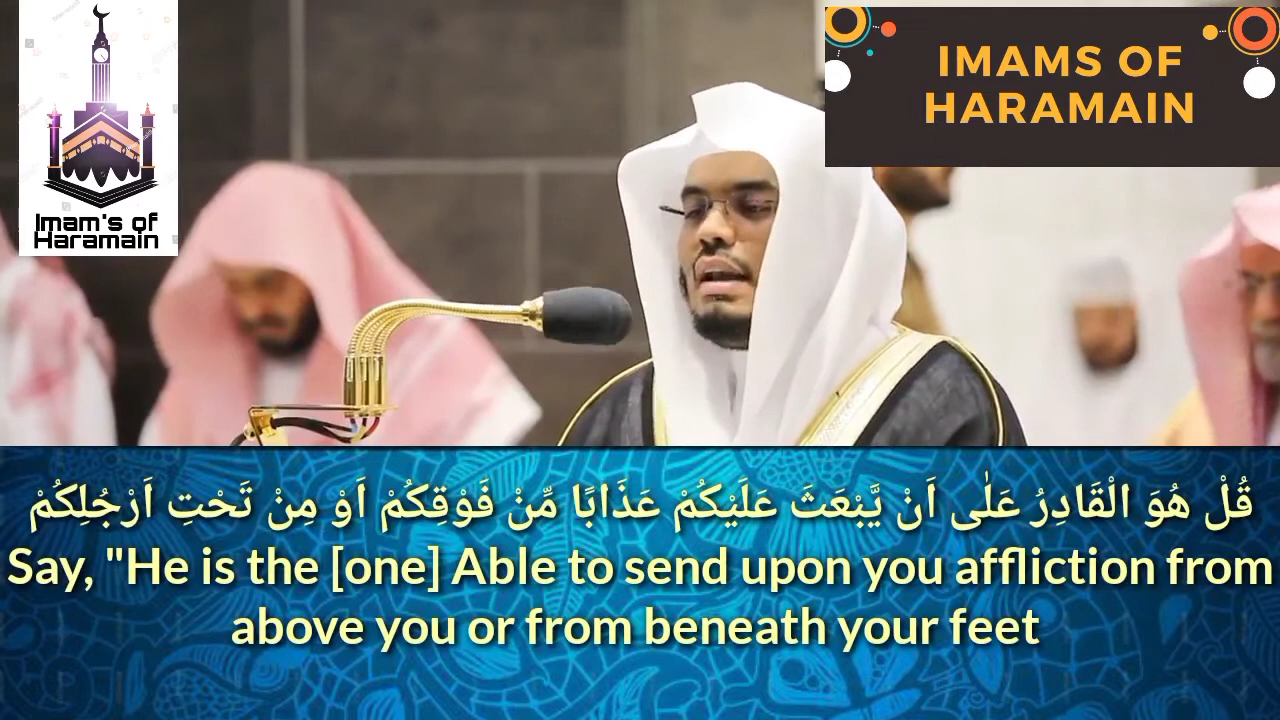 Imam's of
Haramain
IMAMS OF
HARAMAIN
قُلْ هُوَ الْقَادِرُ عَلٰى اَنْ يَّبْعَثَ عَلَيْكُمْ عَذَابًا مِّنْ فَوْقِكُمْ اَوْ مِنْ تَحْتِ اَرْجُلِكُمْ
Say, "He is the [one] Able to send upon you affliction from
above you or from beneath your feet